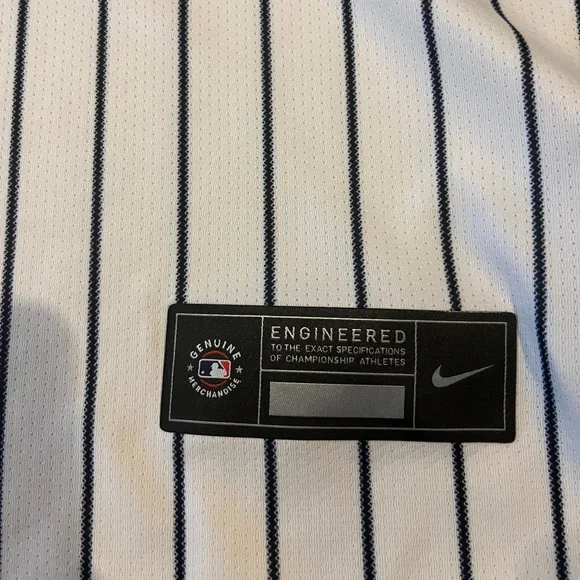 GENUINE
MERCHANDISE
ENGINEERED
TO THE EXACT SPECIFICATIONS
OF CHAMPIONSHIP ATHLETES